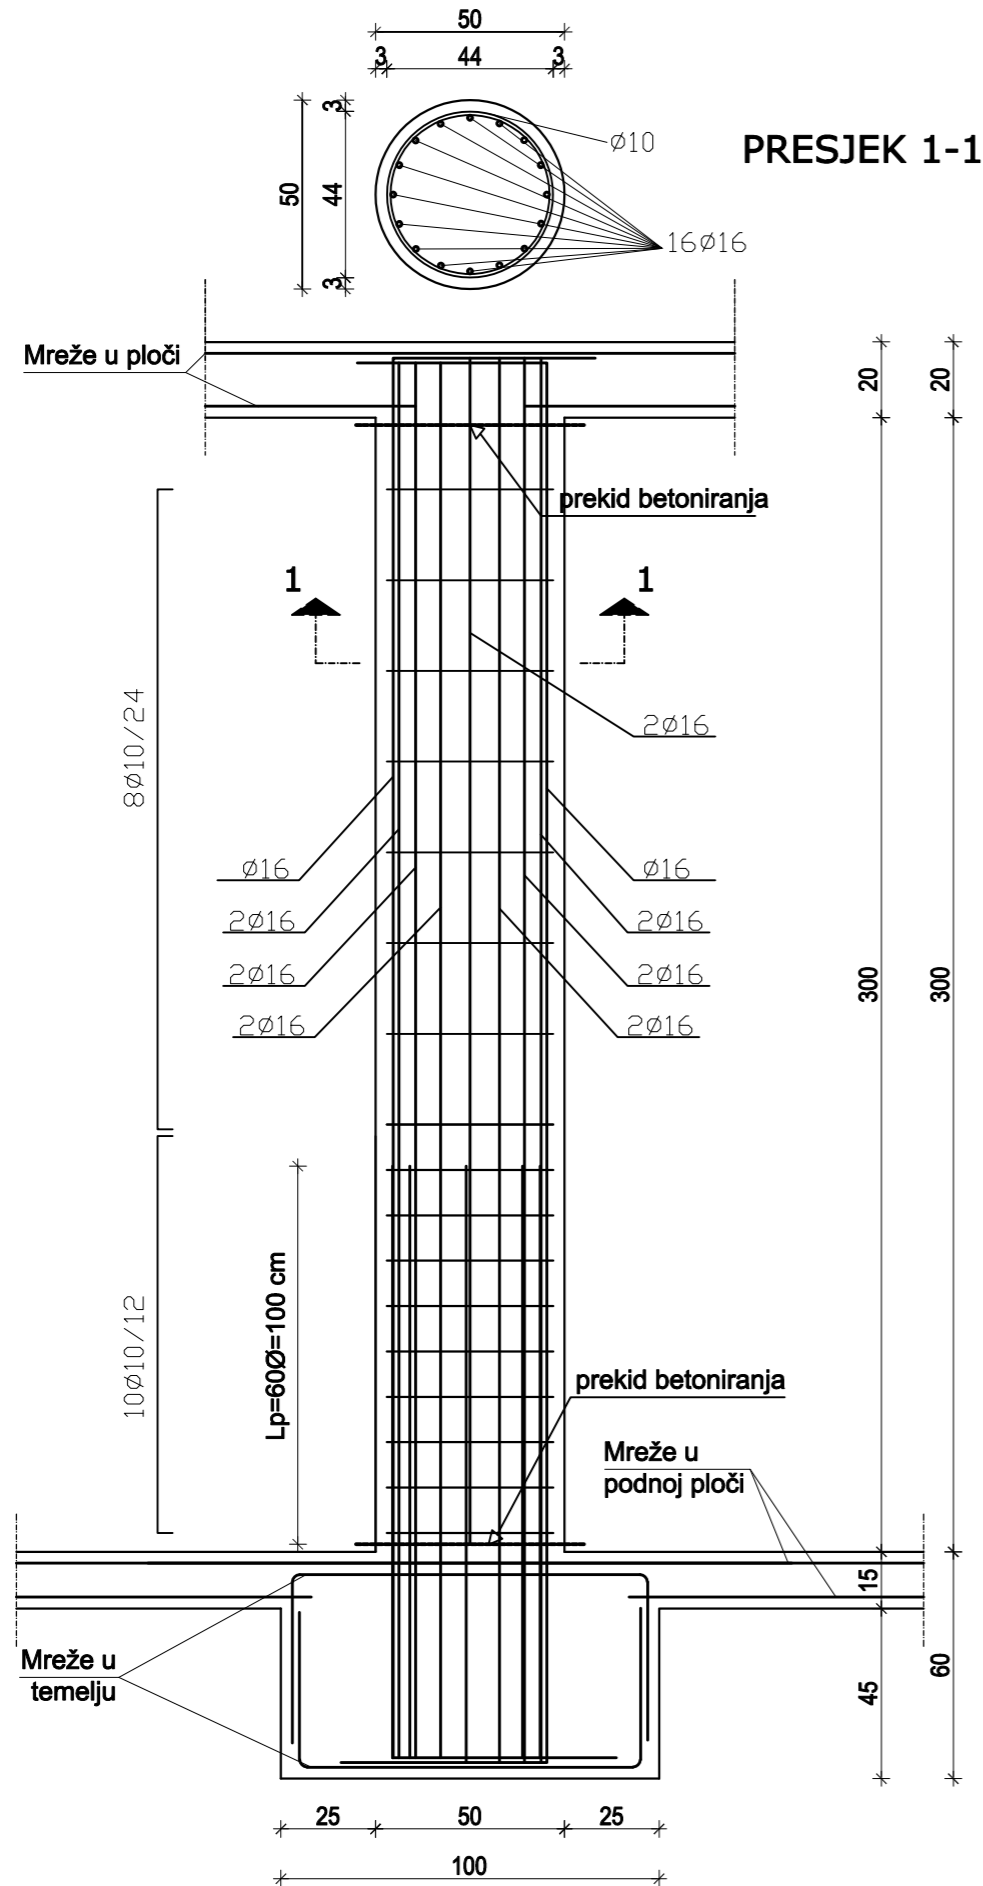 50
3
44
3
50
3
44
3
Ø10
PRESJEK 1-1
16Ø16
Mreže u ploči
20
20
prekid betoniranja
1
1
8Ø10/24
2Ø16
Ø16
Ø16
2Ø16
2Ø16
2Ø16
2Ø16
2Ø16
2Ø16
300
300
10Ø10/12
Lp=60Ø=100 cm
prekid betoniranja
Mreže u
podnoj ploči
15
Mreže u
temelju
45
60
25
50
25
100